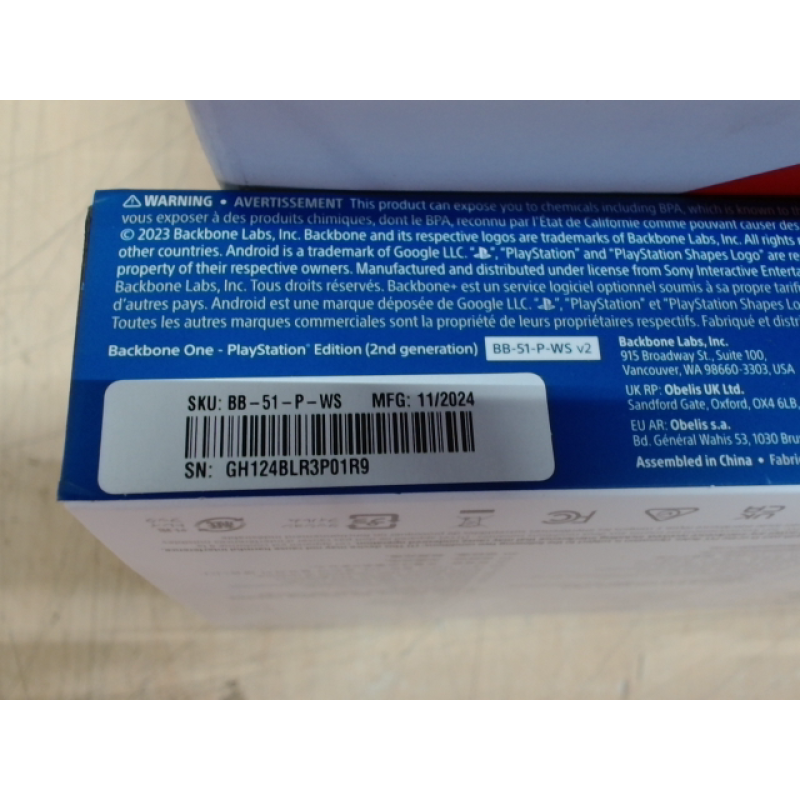 ⚠ WARNING • AVERTISSEMENT This product can expose you to chemicals including BPA, which is known to
vous exposer à des produits chimiques, dont le BPA, reconnu par l'État de Californie comme pouvant causer des
© 2023 Backbone Labs, Inc. Backbone and its respective logos are trademarks of Backbone Labs, Inc. All rights
other countries. Android is a trademark of Google LLC. " ", "PlayStation" and "PlayStation Shapes Logo" are
property of their respective owners. Manufactured and distributed under license from Sony Interactive
Backbone Labs, Inc. Tous droits réservés. Backbone+ est un service logiciel optionnel soumis à sa propre
d'autres pays. Android est une marque déposée de Google LLC. " ", "PlayStation" et "PlayStation Shapes
Toutes les autres marques commerciales sont la propriété de leurs propriétaires respectifs. Fabriqué et
Backbone One - PlayStation® Edition (2nd generation) BB-51-P-WS v2
Backbone Labs, Inc.
915 Broadway St., Suite 100,
Vancouver, WA 98660-3303, USA
UK RP: Obelis UK Ltd.
Sandford Gate, Oxford, OX4 6LB,
EU AR: Obelis s.a.
Bd. Général Wahis 53, 1030
Assembled in China •
SKU: BB-51-P-WS MFG: 11/2024
SN: GH124BLR3P01R9